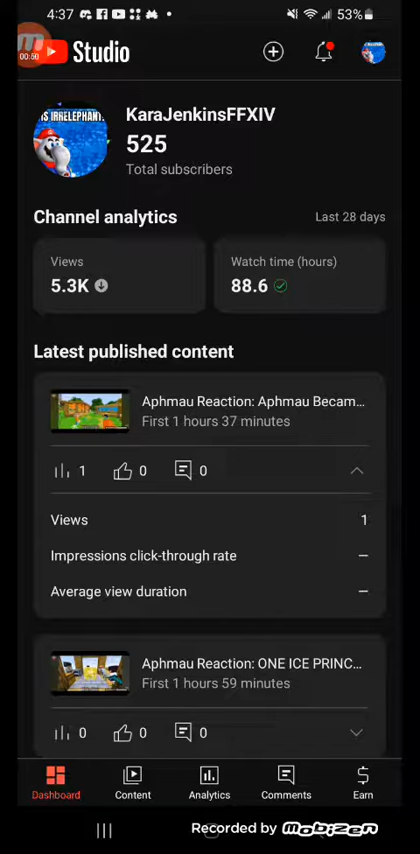 4:37
53%
00:50
Studio
S IRRELEPHANT
KaraJenkinsFFXIV
525
Total subscribers
Channel analytics
Last 28 days
Views
5.3K
Watch time (hours)
88.6
Latest published content
Aphmau Reaction: Aphmau Becam...
First 1 hours 37 minutes
1
0
0
Views
1
Impressions click-through rate
–
Average view duration
–
Aphmau Reaction: ONE ICE PRINC...
First 1 hours 59 minutes
0
0
0
Dashboard
Content
Analytics
Comments
Earn
Recorded by mobizen